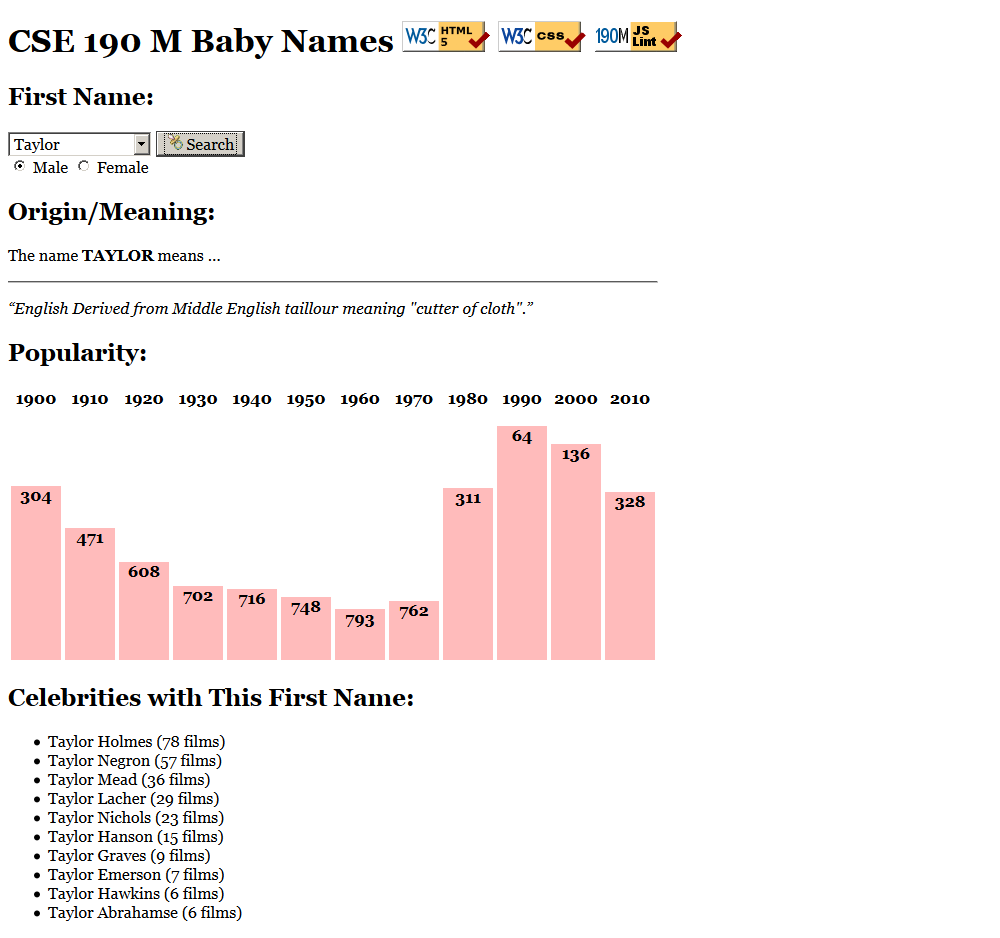 CSE 190 M Baby Names W3C HTML 5 W3C css 190M JS Lint
First Name:
Taylor Search
Male Female
Origin/Meaning:
The name TAYLOR means ...
“English Derived from Middle English taillour meaning "cutter of cloth".”
Popularity:
1900 1910 1920 1930 1940 1950 1960 1970 1980 1990 2000 2010
64
136
304 311 328
471
608
702 716 748 793 762
Celebrities with This First Name:
• Taylor Holmes (78 films)
• Taylor Negron (57 films)
• Taylor Mead (36 films)
• Taylor Lacher (29 films)
• Taylor Nichols (23 films)
• Taylor Hanson (15 films)
• Taylor Graves (9 films)
• Taylor Emerson (7 films)
• Taylor Hawkins (6 films)
• Taylor Abrahamse (6 films)